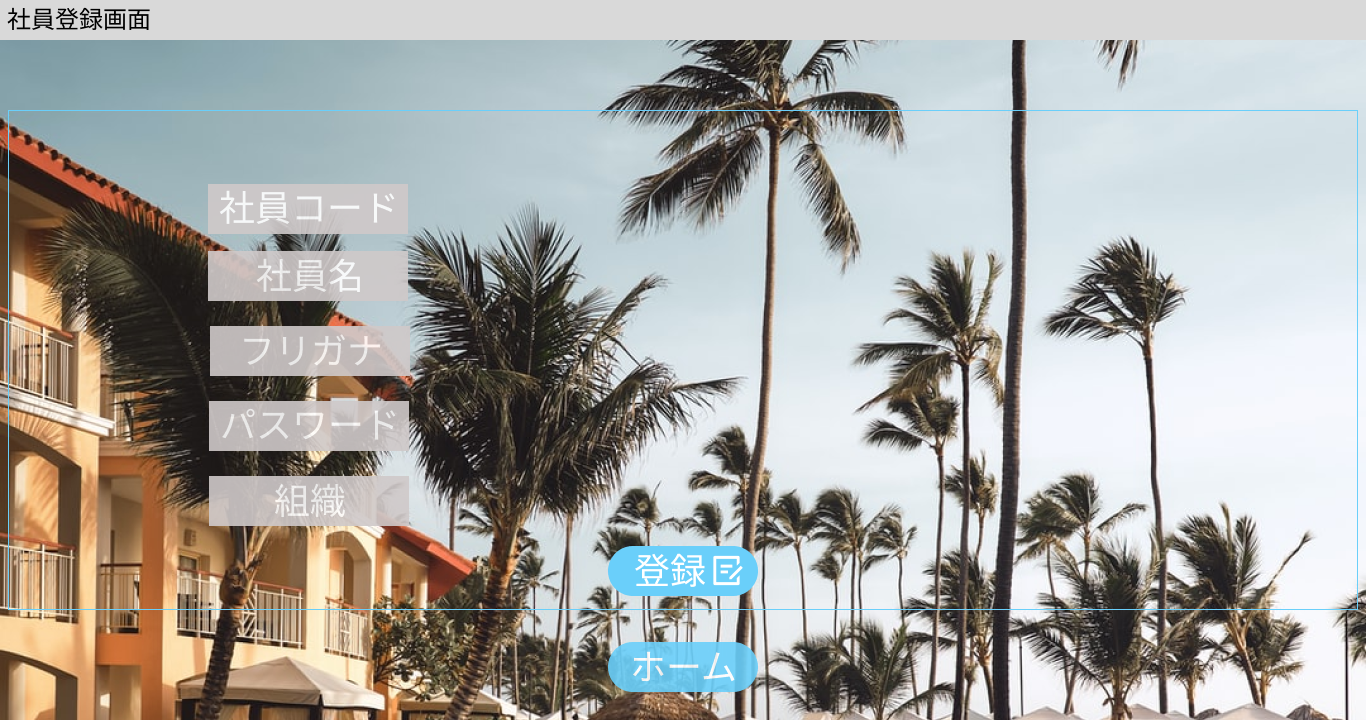 社員登録画面
社員コード
社員名
フリガナ
パスワード
組織
登録
ホーム